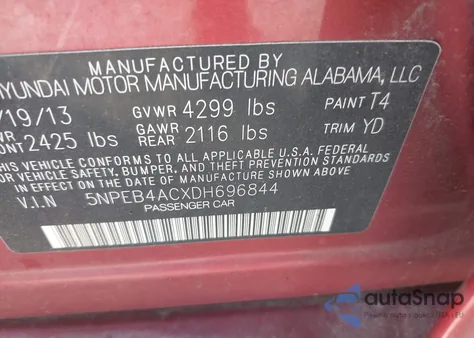 MANUFACTURED BY
HYUNDAI MOTOR MANUFACTURING ALABAMA, LLC
/19/13 GVWR 4299 lbs PAINT T4
2425 lbs GAWR REAR 2116 lbs TRIM YD
THIS VEHICLE CONFORMS TO ALL APPLICABLE U.S.A FEDERAL
VEHICLE SAFETY, BUMPER, AND THEFT PREVENTION STANDARDS
EFFECT ON THE DATE OF MANUFACTURE SHOWN ABOVE.
V.I.N 5NPEB4ACXDH696844
PASSENGER CAR
autoSnap